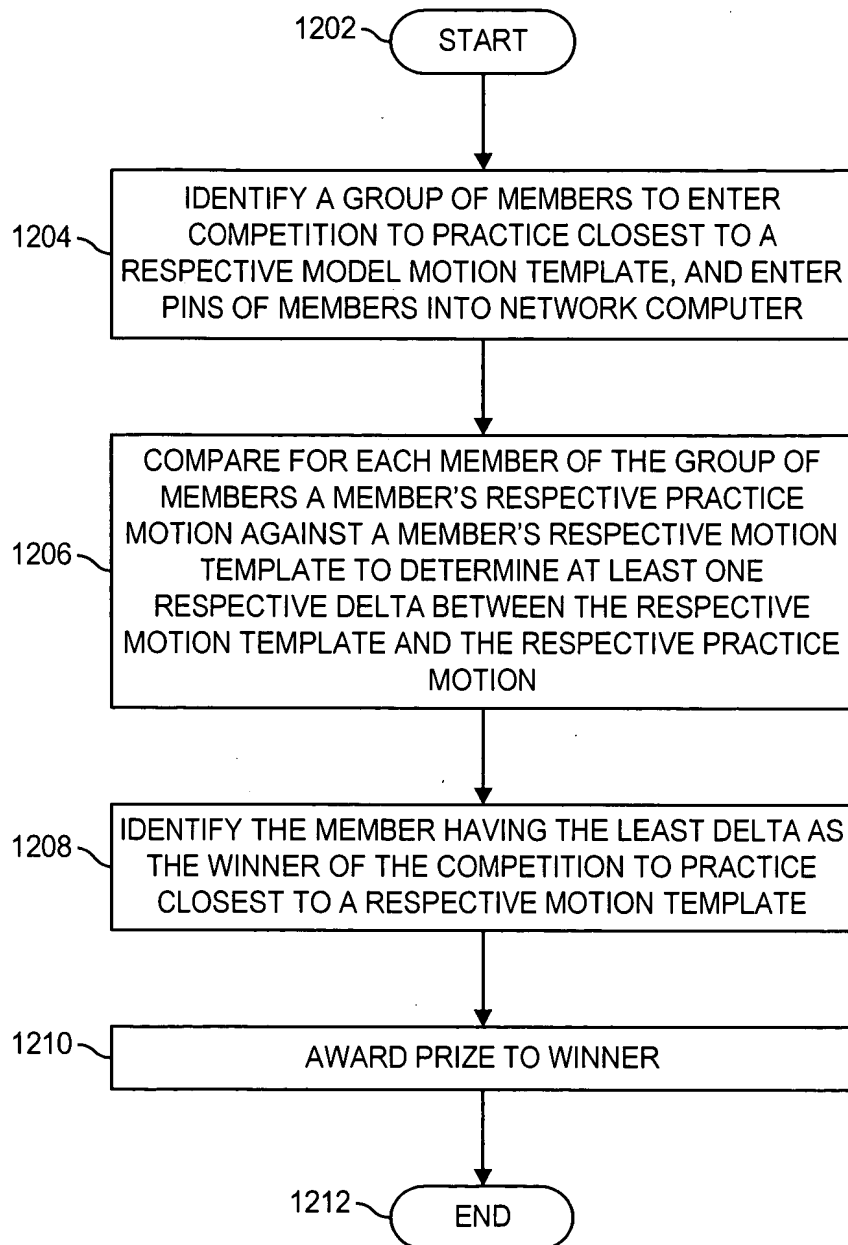 1202
START
1204
IDENTIFY A GROUP OF MEMBERS TO ENTER
COMPETITION TO PRACTICE CLOSEST TO A
RESPECTIVE MODEL MOTION TEMPLATE, AND ENTER
PINS OF MEMBERS INTO NETWORK COMPUTER
1206
COMPARE FOR EACH MEMBER OF THE GROUP OF
MEMBERS A MEMBER'S RESPECTIVE PRACTICE
MOTION AGAINST A MEMBER'S RESPECTIVE MOTION
TEMPLATE TO DETERMINE AT LEAST ONE
RESPECTIVE DELTA BETWEEN THE RESPECTIVE
MOTION TEMPLATE AND THE RESPECTIVE PRACTICE
MOTION
1208
IDENTIFY THE MEMBER HAVING THE LEAST DELTA AS
THE WINNER OF THE COMPETITION TO PRACTICE
CLOSEST TO A RESPECTIVE MOTION TEMPLATE
1210
AWARD PRIZE TO WINNER
1212
END